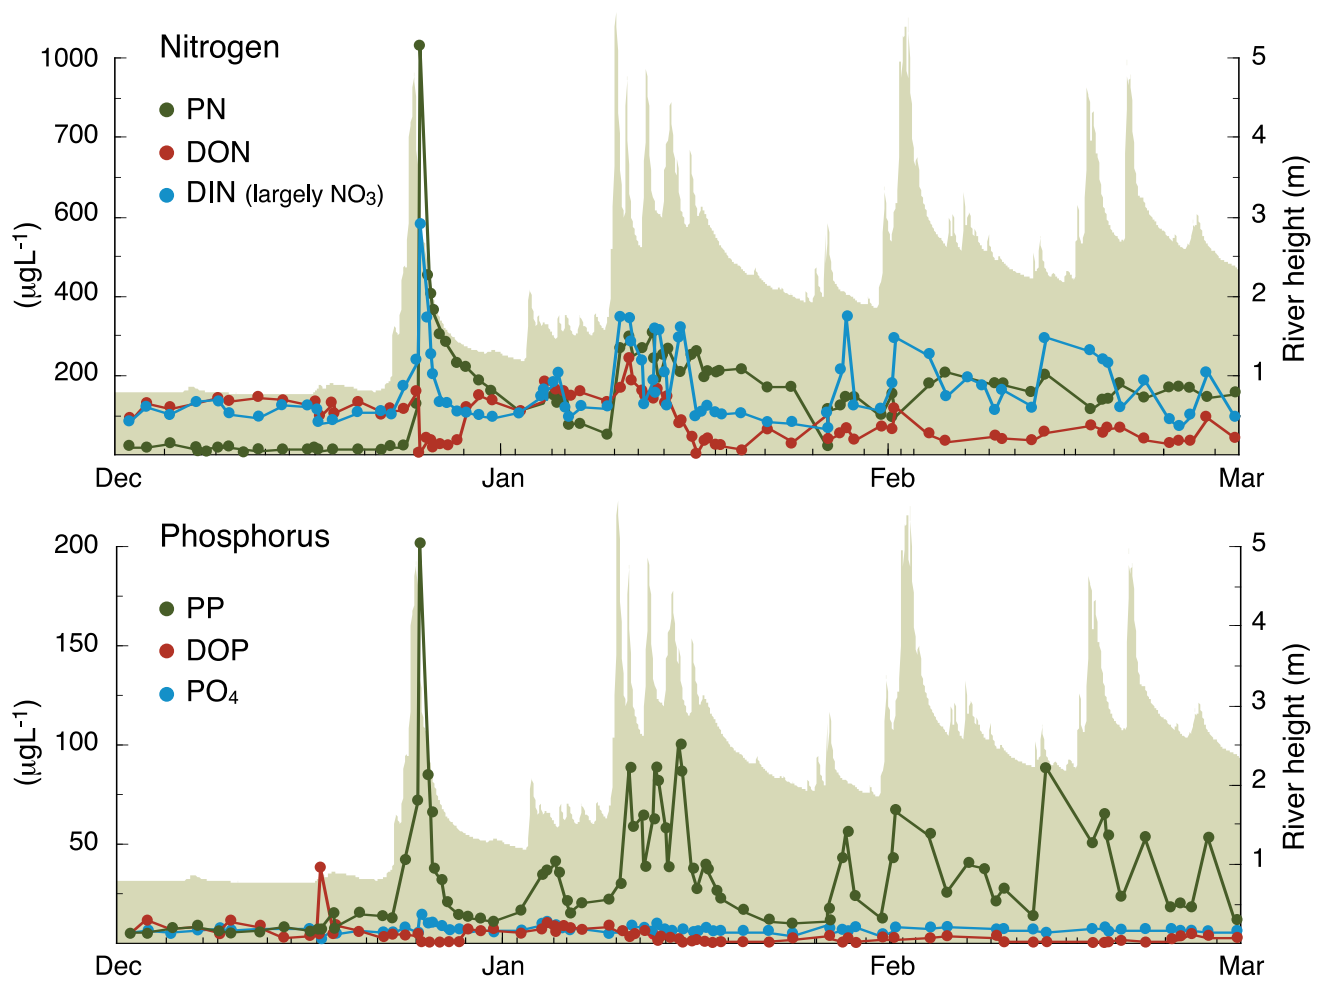 Nitrogen
PN
DON
DIN (largely NO₃)
1000
700
600
400
200
(µgL⁻¹)
5
4
3
2
1
River height (m)
Dec
Jan
Feb
Mar
Phosphorus
PP
DOP
PO₄
200
150
100
50
(µgL⁻¹)
5
4
3
2
1
River height (m)
Dec
Jan
Feb
Mar